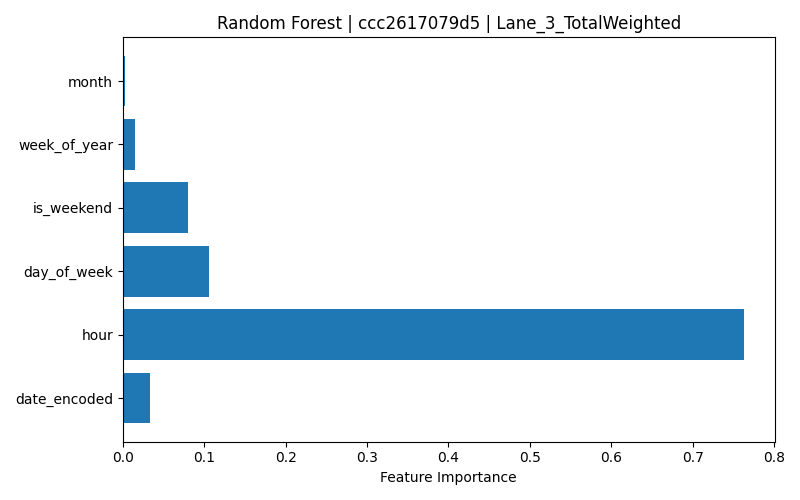 Random Forest | ccc2617079d5 | Lane_3_TotalWeighted
month
week_of_year
is_weekend
day_of_week
hour
date_encoded
0.0 0.1 0.2 0.3 0.4 0.5 0.6 0.7 0.8
Feature Importance